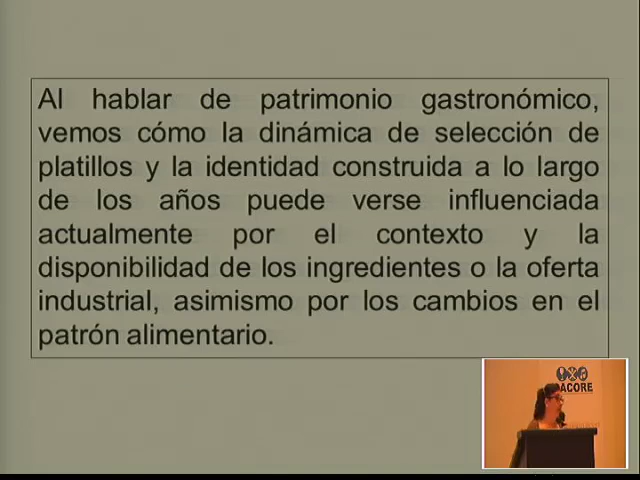 Al hablar de patrimonio gastronómico,
vemos cómo la dinámica de selección de
platillos y la identidad construida a lo largo
de los años puede verse influenciada
actualmente por el contexto y la
disponibilidad de los ingredientes o la oferta
industrial, asimismo por los cambios en el
patrón alimentario.
ACORE